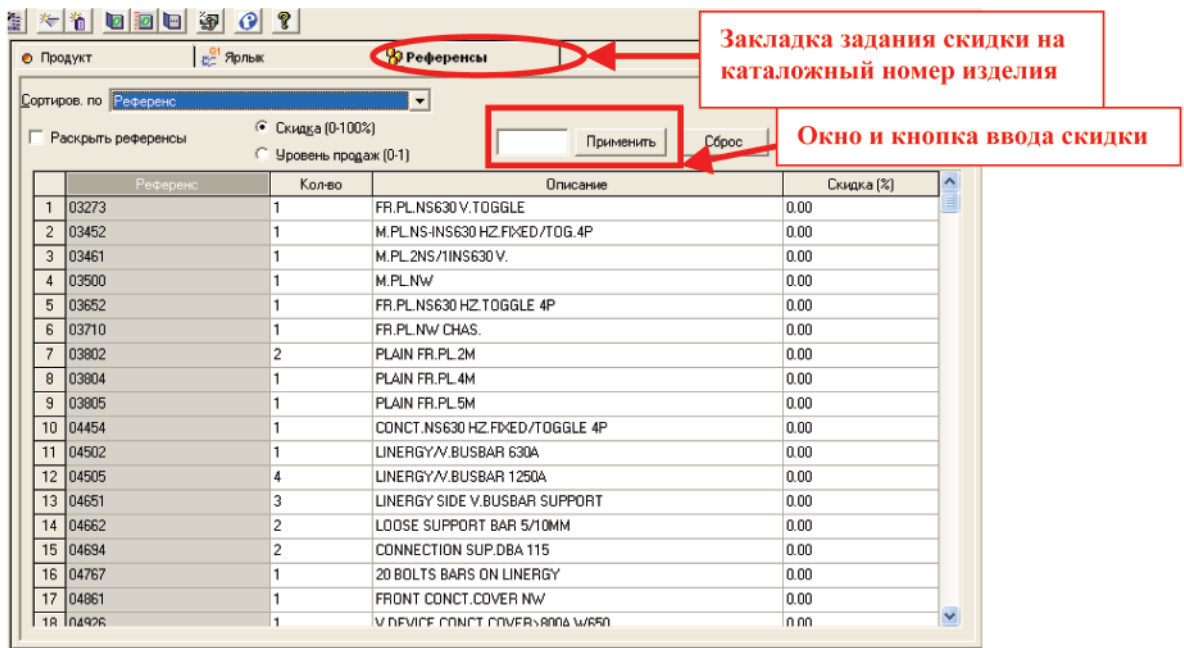 Закладка задания скидки на
каталожный номер изделия
Продукт
Ярлык
Референсы
Сортиров. по Референс
Окно и кнопка ввода скидки
Раскрыть референсы
Скидка (0-100%)
Уровень продаж (0-1)
Применить
Сброс
Референс Кол-во Описание Скидка (%)
1 03273 1 FR.PL.NS630 V.TOGGLE 0.00
2 03452 1 M.PL.NS-INS630 HZ.FIXED/TOG.4P 0.00
3 03461 1 M.PL.2NS/1INS630 V. 0.00
4 03500 1 M.PL.NW 0.00
5 03652 1 FR.PL.NS630 HZ.TOGGLE 4P 0.00
6 03710 1 FR.PL.NW CHAS. 0.00
7 03802 2 PLAIN FR.PL.2M 0.00
8 03804 1 PLAIN FR.PL.4M 0.00
9 03805 1 PLAIN FR.PL.5M 0.00
10 04454 1 CONCT.NS630 HZ.FIXED/TOGGLE 4P 0.00
11 04502 1 LINERGY/V.BUSBAR 630A 0.00
12 04505 4 LINERGY/V.BUSBAR 1250A 0.00
13 04651 3 LINERGY SIDE V.BUSBAR SUPPORT 0.00
14 04662 2 LOOSE SUPPORT BAR 5/10MM 0.00
15 04694 2 CONNECTION SUP.DBA 115 0.00
16 04767 1 20 BOLTS BARS ON LINERGY 0.00
17 04861 1 FRONT CONCT.COVER NW 0.00
18 04926 1 V.DEVICE CONCT.COVER>800A W650 0.00